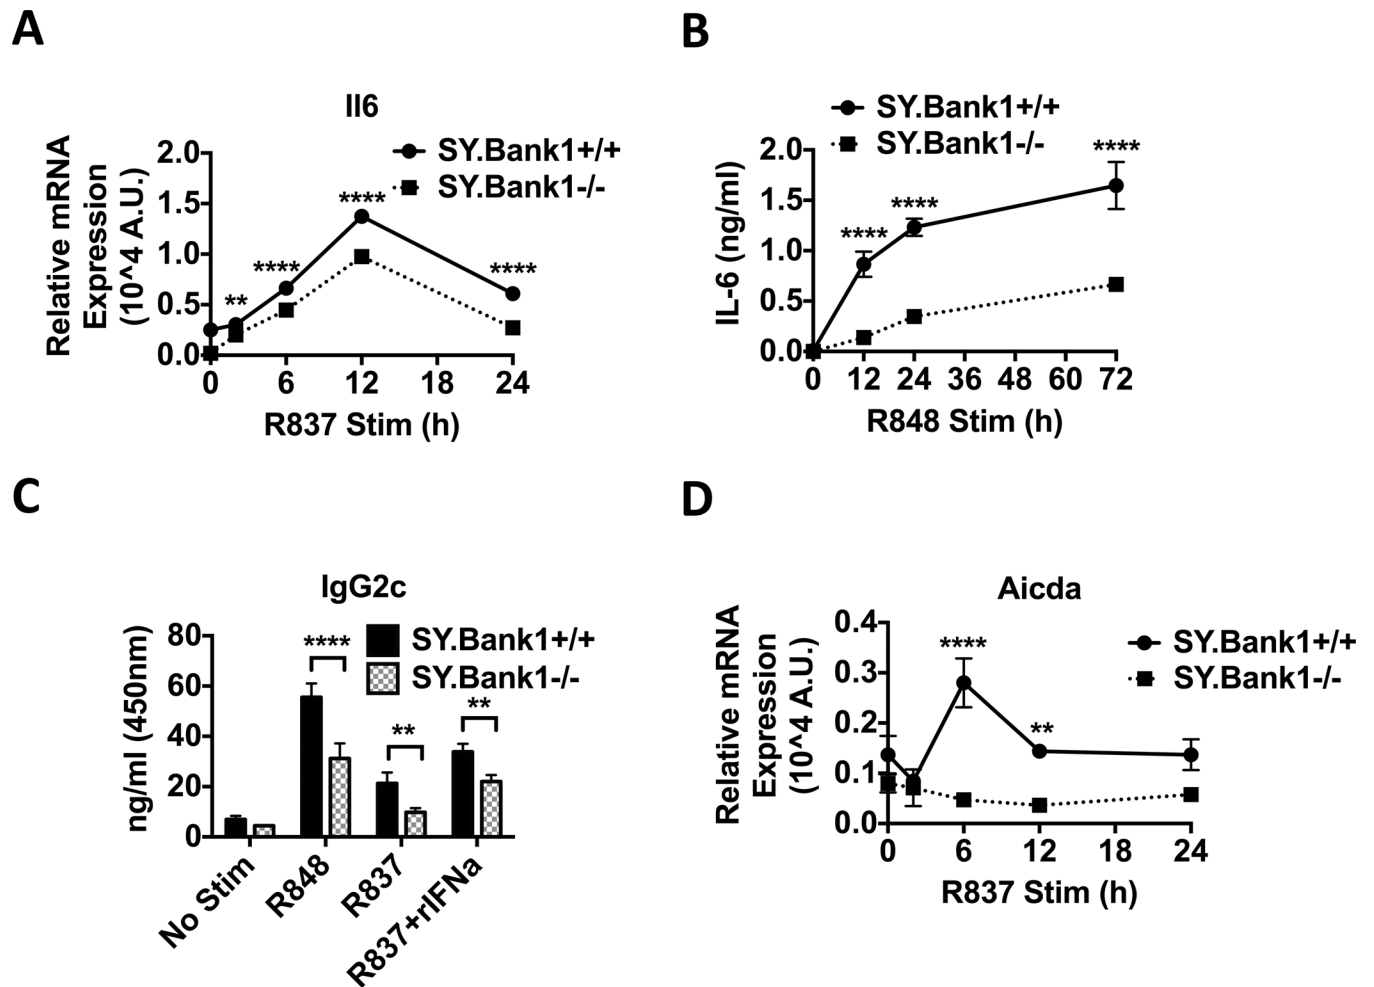 A
Il6
Relative mRNA
Expression
(10^4 A.U.)
2.0
1.5
1.0
0.5
0.0
SY.Bank1+/+
SY.Bank1-/-
**
****
****
****
0
6
12
18
24
R837 Stim (h)
B
SY.Bank1+/+
SY.Bank1-/-
IL-6 (ng/ml)
2.0
1.5
1.0
0.5
0.0
****
****
****
0
12
24
36
48
60
72
R848 Stim (h)
C
IgG2c
ng/ml (450nm)
80
60
40
20
0
SY.Bank1+/+
SY.Bank1-/-
****
**
**
No Stim
R848
R837
R837+rIFNa
D
Aicda
Relative mRNA
Expression
(10^4 A.U.)
0.4
0.3
0.2
0.1
0.0
SY.Bank1+/+
SY.Bank1-/-
****
**
0
6
12
18
24
R837 Stim (h)